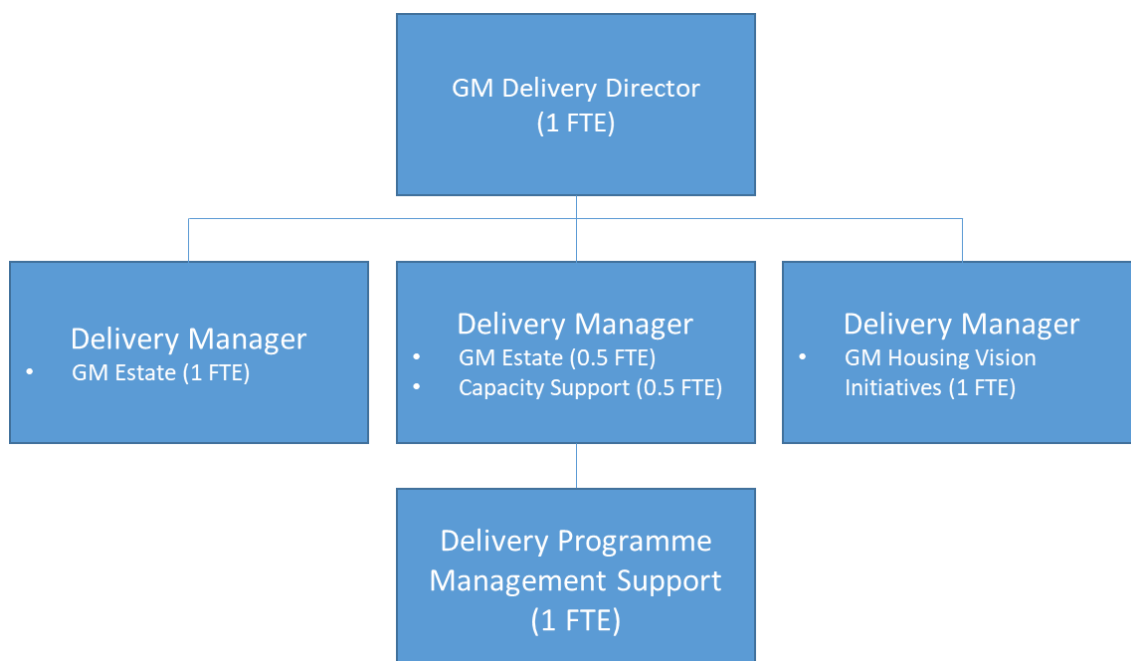 GM Delivery Director
(1 FTE)
Delivery Manager
• GM Estate (1 FTE)
Delivery Manager
• GM Estate (0.5 FTE)
• Capacity Support (0.5 FTE)
Delivery Manager
• GM Housing Vision
Initiatives (1 FTE)
Delivery Programme
Management Support
(1 FTE)